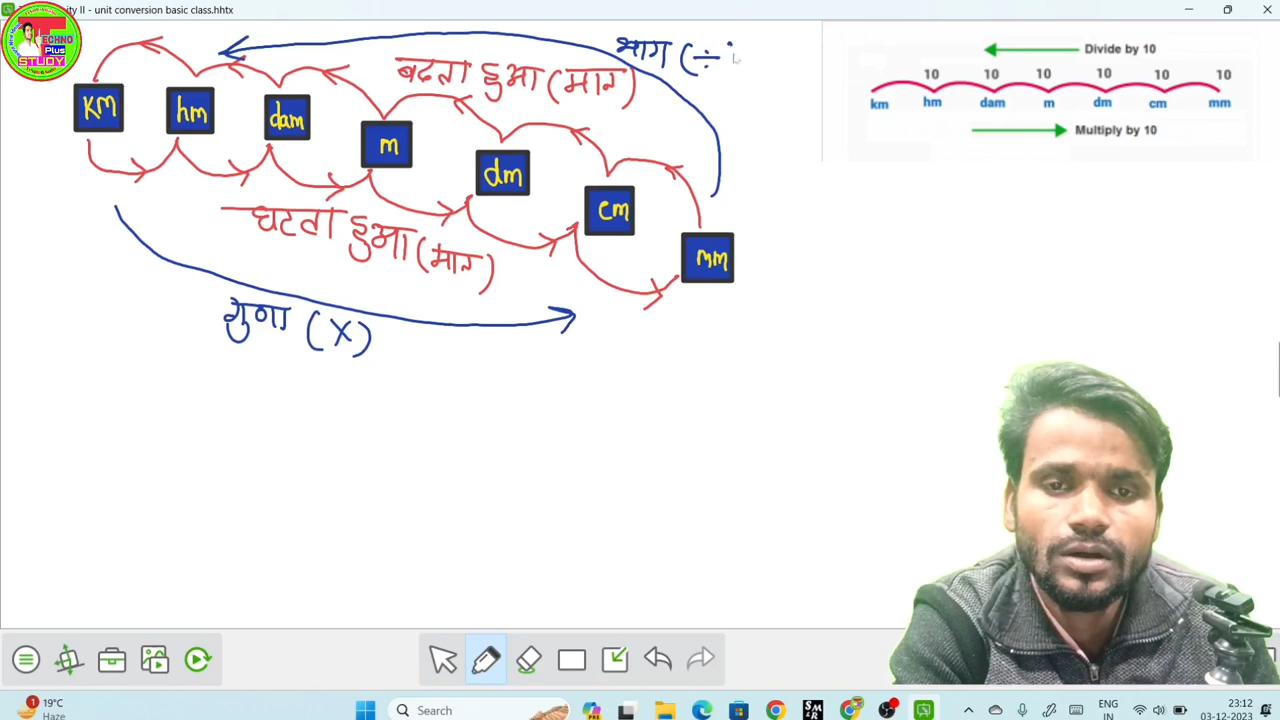 ity II - unit conversion basic class.hhtx
TECHNO
Plus
STUDY
भाग (÷
बढ़ता हुआ (मान)
KM
hm
dam
m
dm
cm
mm
घटता हुआ (मान)
गुणा (X)
Divide by 10
10 10 10 10 10 10
km hm dam m dm cm mm
Multiply by 10
1
19°C
Haze
Search
ENG
IN
23:12
03-12-2023